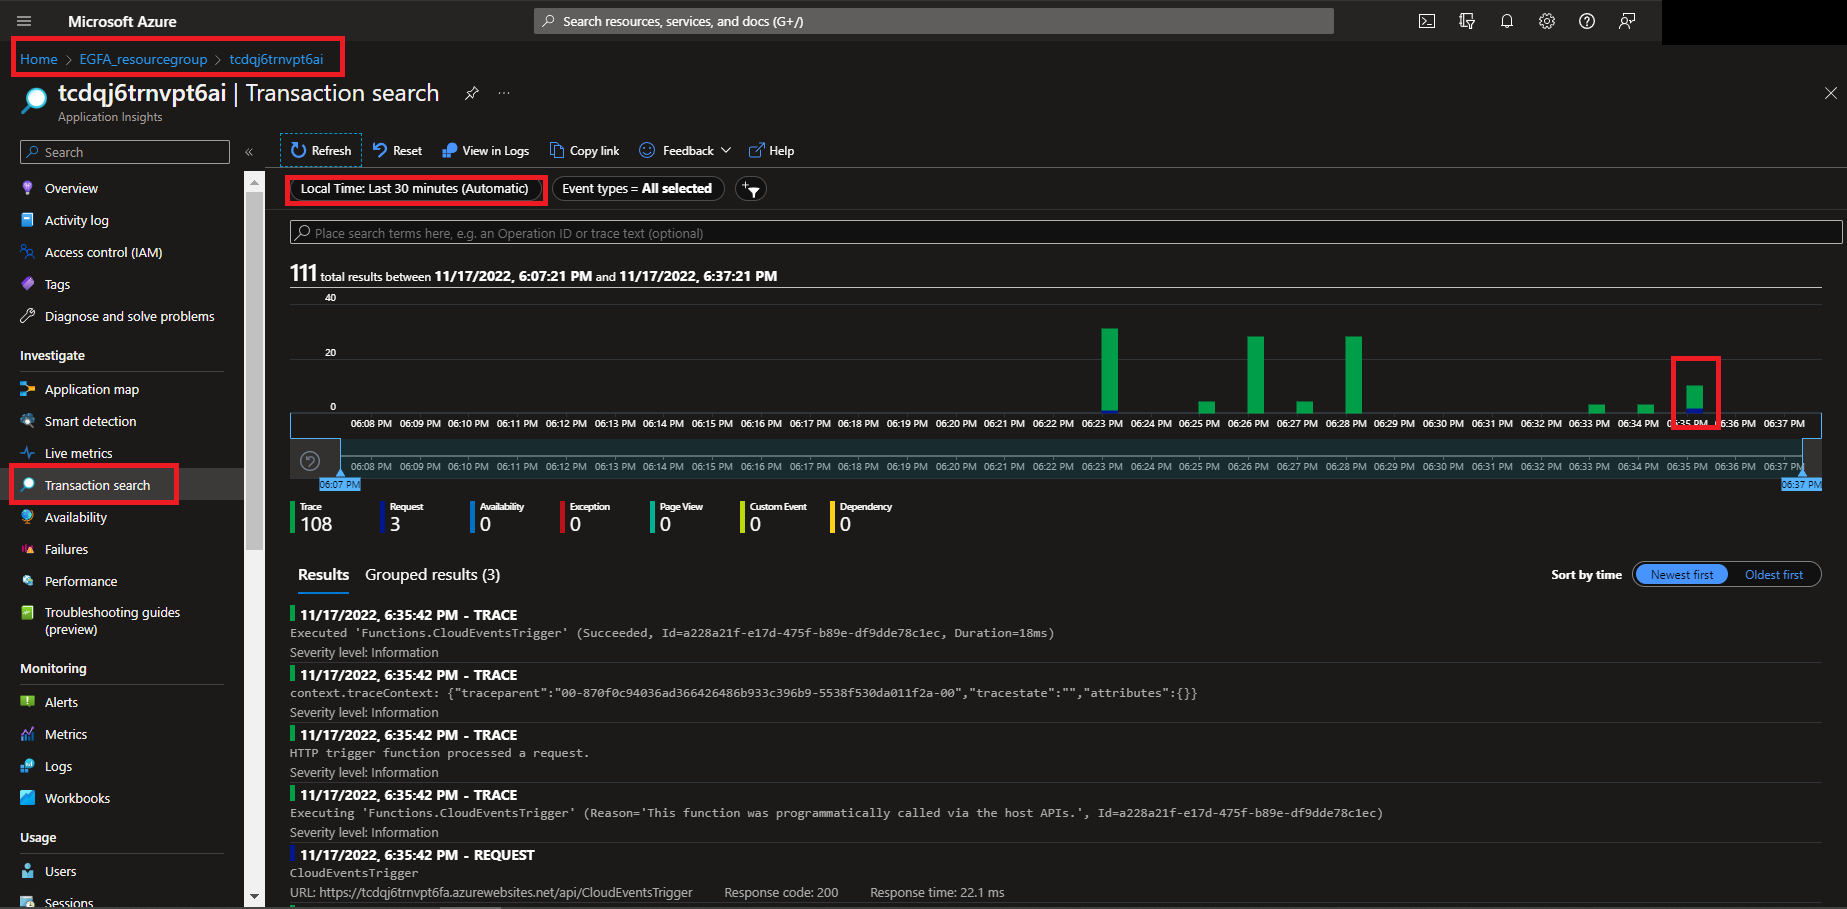 Microsoft Azure
Search resources, services, and docs (G+/)
Home > EGFA_resourcegroup > tcdqj6trnvpt6ai
tcdqj6trnvpt6ai | Transaction search ...
Application Insights
Search «
Refresh Reset View in Logs Copy link Feedback Help
Local Time: Last 30 minutes (Automatic) Event types = All selected
Place search terms here, e.g. an Operation ID or trace text (optional)
Overview
Activity log
Access control (IAM)
Tags
Diagnose and solve problems
Investigate
Application map
Smart detection
Live metrics
Transaction search
Availability
Failures
Performance
Troubleshooting guides
(preview)
Monitoring
Alerts
Metrics
Logs
Workbooks
Usage
Users
Sessions
111 total results between 11/17/2022, 6:07:21 PM and 11/17/2022, 6:37:21 PM
40
20
0
06:08 PM 06:09 PM 06:10 PM 06:11 PM 06:12 PM 06:13 PM 06:14 PM 06:15 PM 06:16 PM 06:17 PM 06:18 PM 06:19 PM 06:20 PM 06:21 PM 06:22 PM 06:23 PM 06:24 PM 06:25 PM 06:26 PM 06:27 PM 06:28 PM 06:29 PM 06:30 PM 06:31 PM 06:32 PM 06:33 PM 06:34 PM 06:35 PM 06:36 PM 06:37 PM
06:08 PM 06:09 PM 06:10 PM 06:11 PM 06:12 PM 06:13 PM 06:14 PM 06:15 PM 06:16 PM 06:17 PM 06:18 PM 06:19 PM 06:20 PM 06:21 PM 06:22 PM 06:23 PM 06:24 PM 06:25 PM 06:26 PM 06:27 PM 06:28 PM 06:29 PM 06:30 PM 06:31 PM 06:32 PM 06:33 PM 06:34 PM 06:35 PM 06:36 PM 06:37 PM
06:07 PM 06:37 PM
Trace Request Availability Exception Page View Custom Event Dependency
108 3 0 0 0 0 0
Results Grouped results (3) Sort by time Newest first Oldest first
11/17/2022, 6:35:42 PM - TRACE
Executed 'Functions.CloudEventsTrigger' (Succeeded, Id=a228a21f-e17d-475f-b89e-df9dde78c1ec, Duration=18ms)
Severity level: Information
11/17/2022, 6:35:42 PM - TRACE
context.traceContext: {"traceparent":"00-870f0c94036ad366426486b933c396b9-5538f530da011f2a-00","tracestate":"","attributes":{}}
Severity level: Information
11/17/2022, 6:35:42 PM - TRACE
HTTP trigger function processed a request.
Severity level: Information
11/17/2022, 6:35:42 PM - TRACE
Executing 'Functions.CloudEventsTrigger' (Reason='This function was programmatically called via the host APIs.', Id=a228a21f-e17d-475f-b89e-df9dde78c1ec)
Severity level: Information
11/17/2022, 6:35:42 PM - REQUEST
CloudEventsTrigger
URL: https://tcdqj6trnvpt6fa.azurewebsites.net/api/CloudEventsTrigger Response code: 200 Response time: 22.1 ms